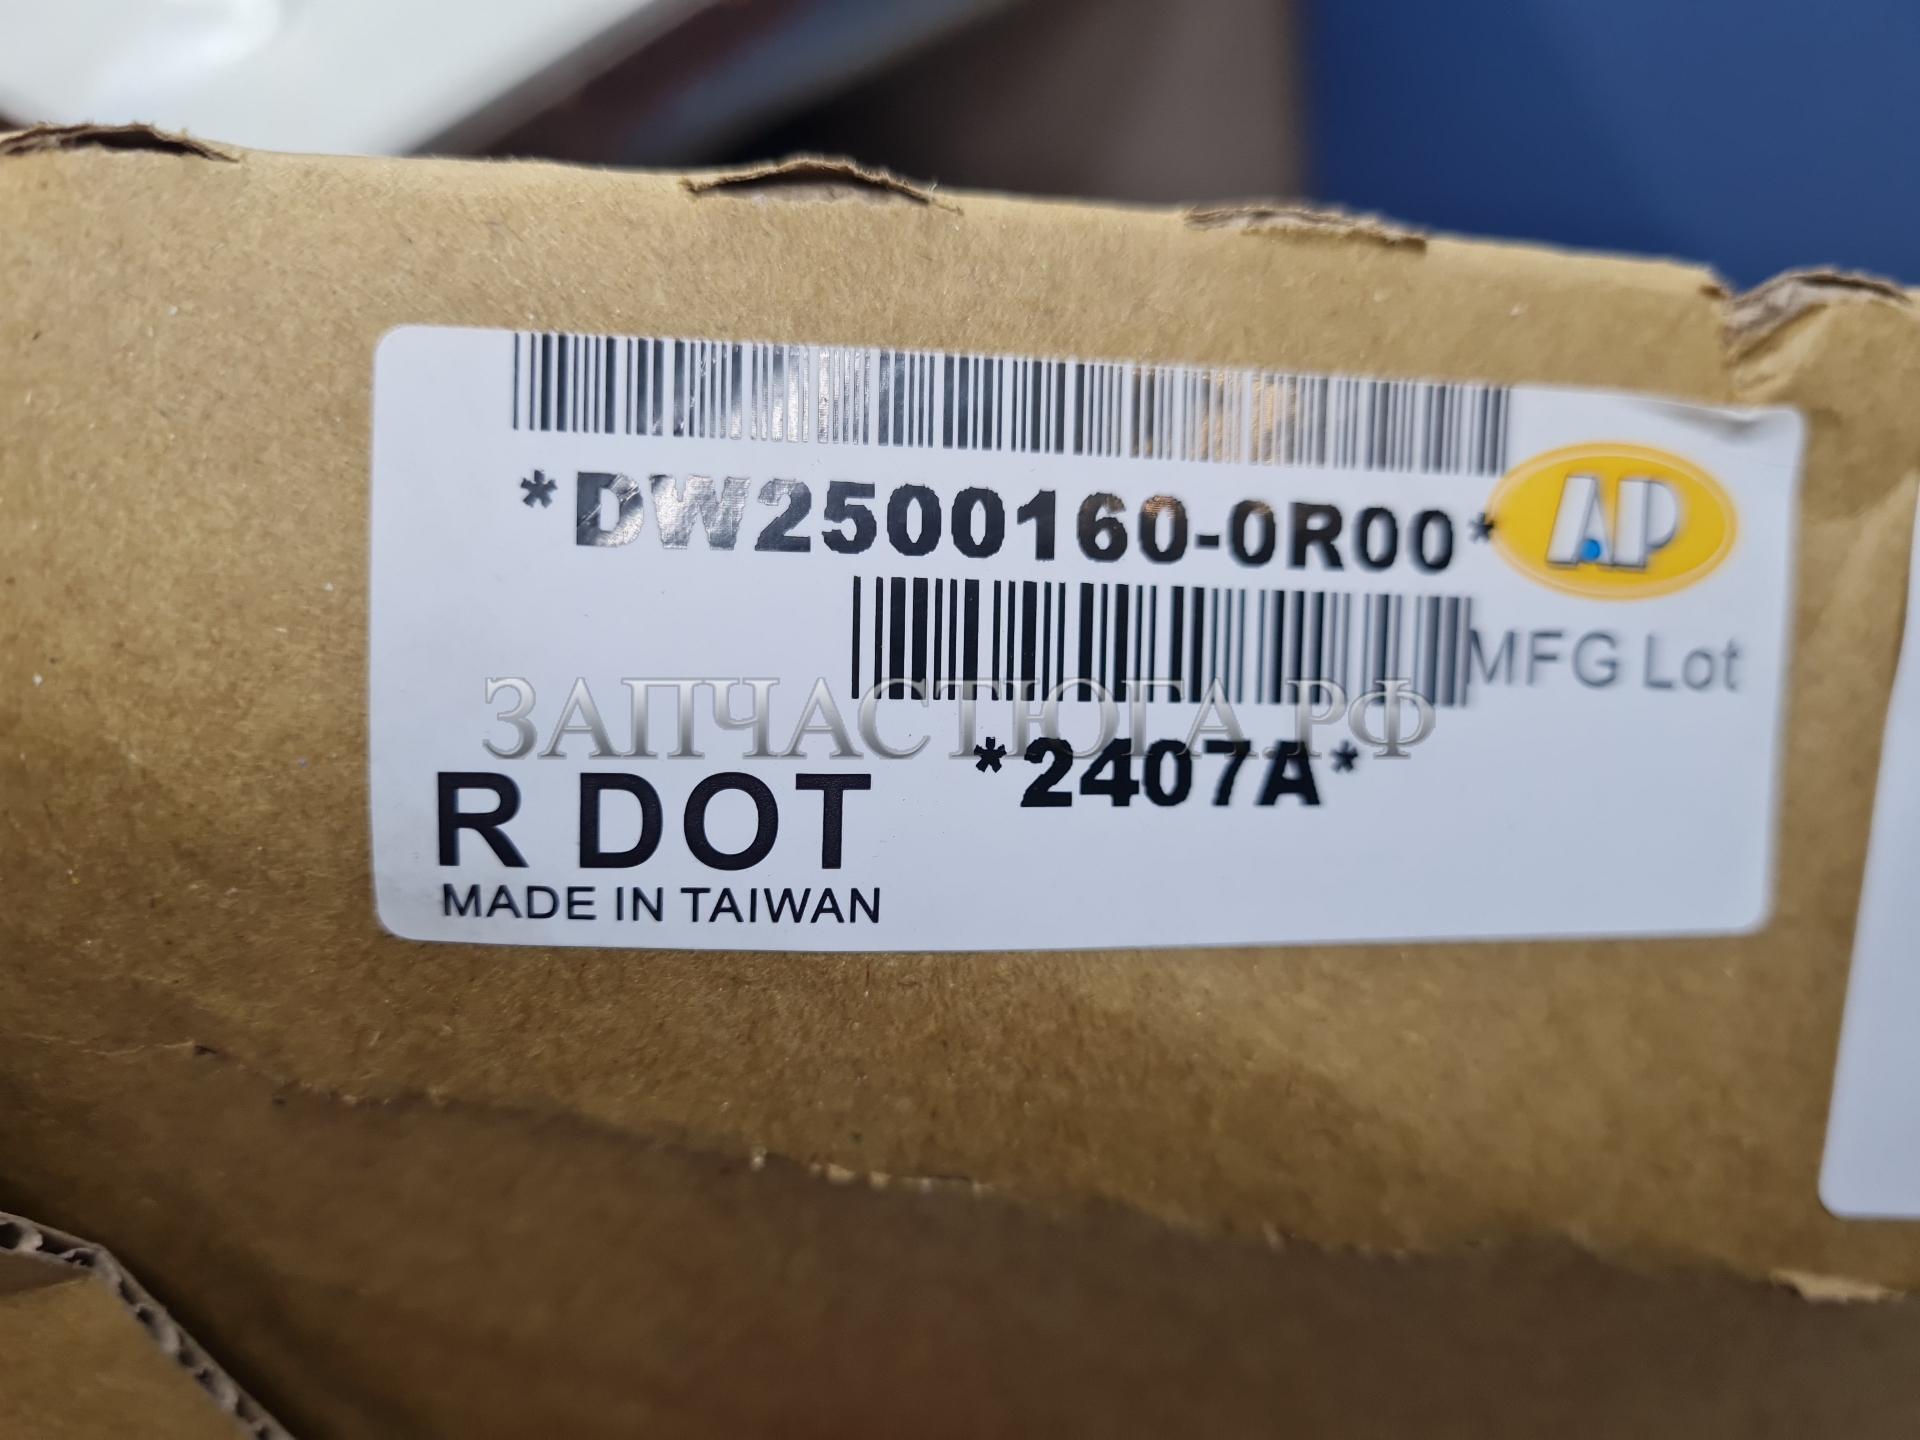 *DW2500160-0R00*
AP
MFG Lot
ЗАПЧАСТЮГА.РФ
*2407A*
R DOT
MADE IN TAIWAN